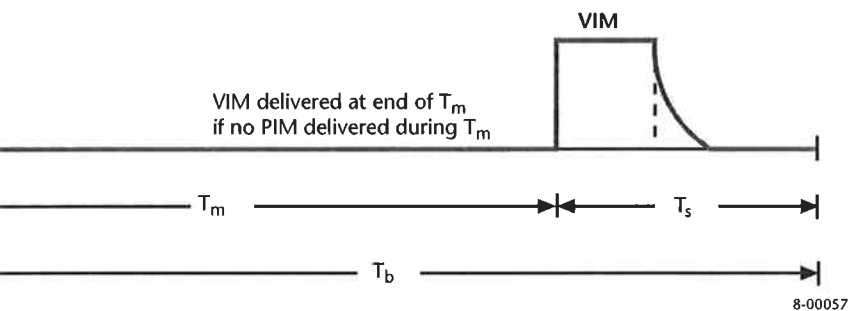 VIM
VIM delivered at end of Tm
if no PIM delivered during Tm
Tm
Ts
Tb
8-00057